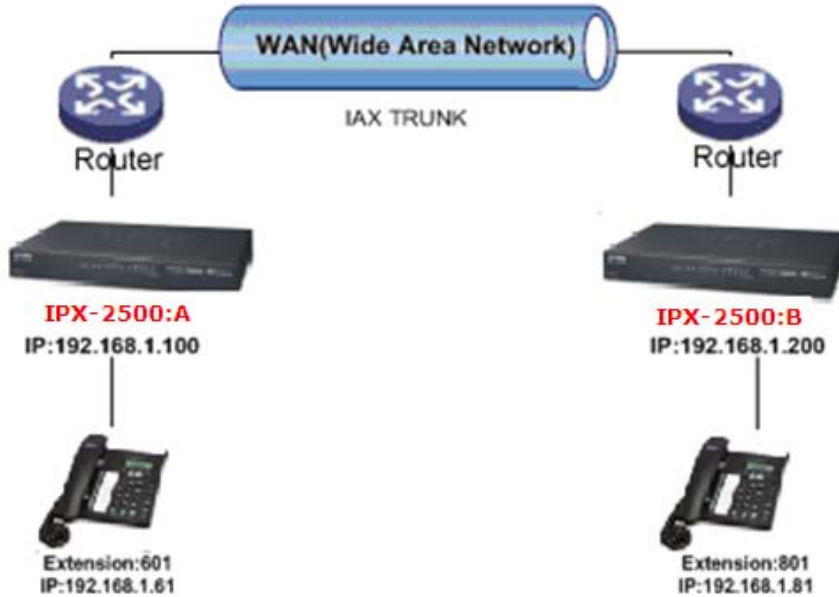 WAN(Wide Area Network)
IAX TRUNK
Router
Router
IPX-2500:A
IP:192.168.1.100
IPX-2500:B
IP:192.168.1.200
Extension:601
IP:192.168.1.61
Extension:801
IP:192.168.1.81